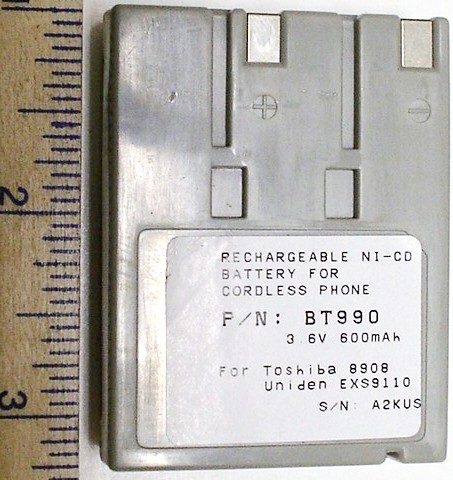 1
2
3
+
-
RECHARGEABLE NI-CD
BATTERY FOR
CORDLESS PHONE
P/N: BT990
3.6V 600mAh
For Toshiba 8908
Uniden EXS9110
S/N: A2KUS